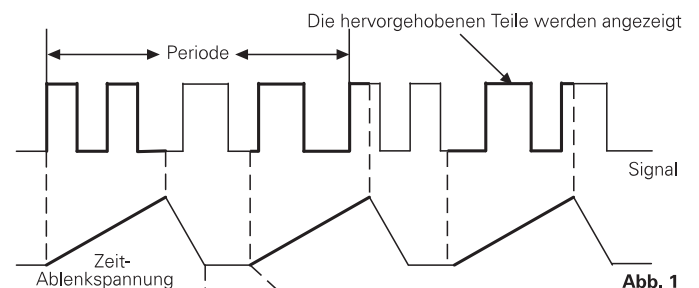 Die hervorgehobenen Teile werden angezeigt
Periode
Signal
Zeit-
Ablenkspannung
Abb. 1